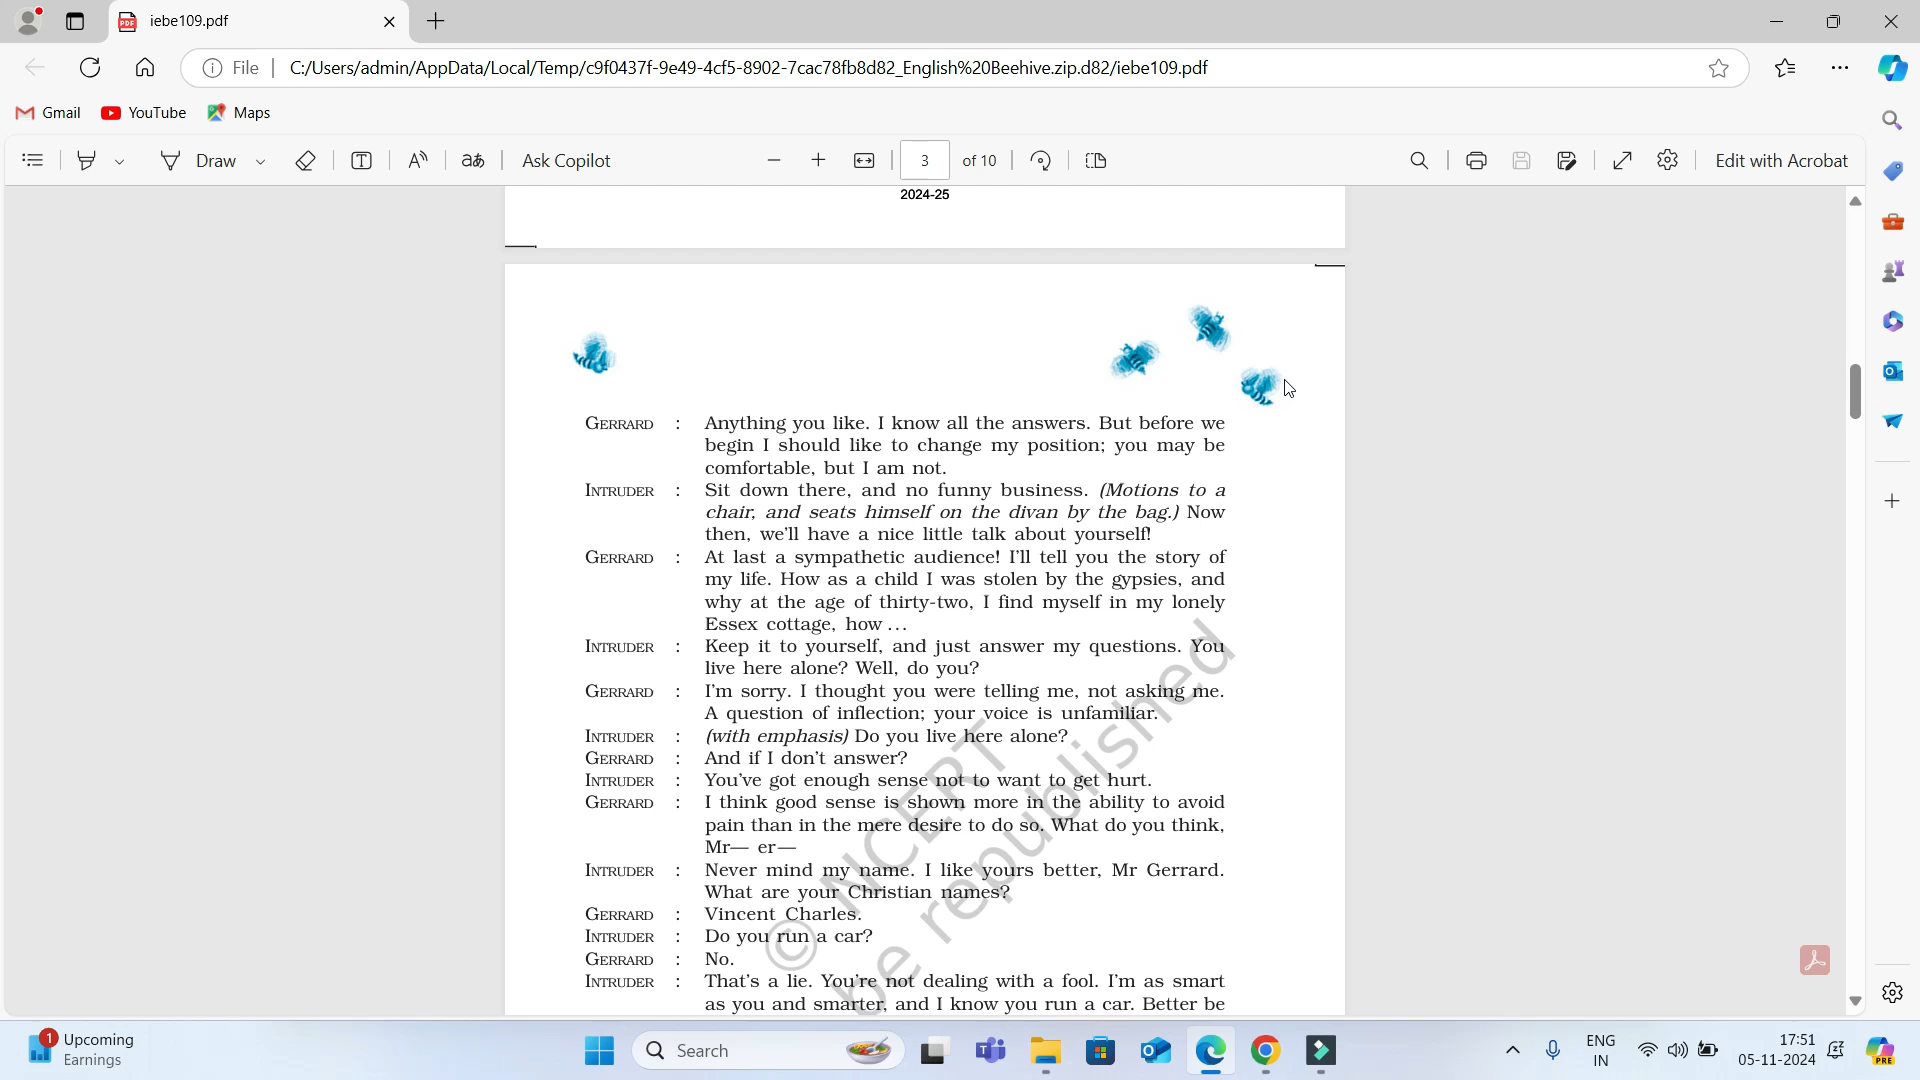 iebe109.pdf
File
C:/Users/admin/AppData/Local/Temp/c9f0437f-9e49-4cf5-8902-7cac78fb8d82_English%20Beehive.zip.d82/iebe109.pdf
Gmail
YouTube
Maps
Draw
aあ
Ask Copilot
3
of 10
Edit with Acrobat
2024-25
GERRARD : Anything you like. I know all the answers. But before we
begin I should like to change my position; you may be
comfortable, but I am not.
INTRUDER : Sit down there, and no funny business. (Motions to a
chair, and seats himself on the divan by the bag.) Now
then, we'll have a nice little talk about yourself!
GERRARD : At last a sympathetic audience! I'll tell you the story of
my life. How as a child I was stolen by the gypsies, and
why at the age of thirty-two, I find myself in my lonely
Essex cottage, how ...
INTRUDER : Keep it to yourself, and just answer my questions. You
live here alone? Well, do you?
GERRARD : I'm sorry. I thought you were telling me, not asking me.
A question of inflection; your voice is unfamiliar.
INTRUDER : (with emphasis) Do you live here alone?
GERRARD : And if I don't answer?
INTRUDER : You've got enough sense not to want to get hurt.
GERRARD : I think good sense is shown more in the ability to avoid
pain than in the mere desire to do so. What do you think,
Mr— er—
INTRUDER : Never mind my name. I like yours better, Mr Gerrard.
What are your Christian names?
GERRARD : Vincent Charles.
INTRUDER : Do you run a car?
GERRARD : No.
INTRUDER : That's a lie. You're not dealing with a fool. I'm as smart
as you and smarter, and I know you run a car. Better be
© NCERT
be republished
1
Upcoming
Earnings
Search
PRE
ENG
IN
17:51
05-11-2024